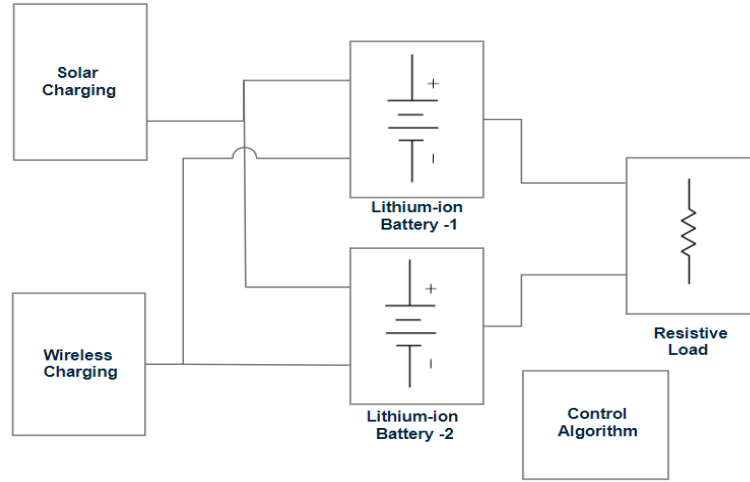 Solar
Charging
+
Lithium-ion
Battery -1
Wireless
Charging
+
Lithium-ion
Battery -2
Resistive
Load
Control
Algorithm